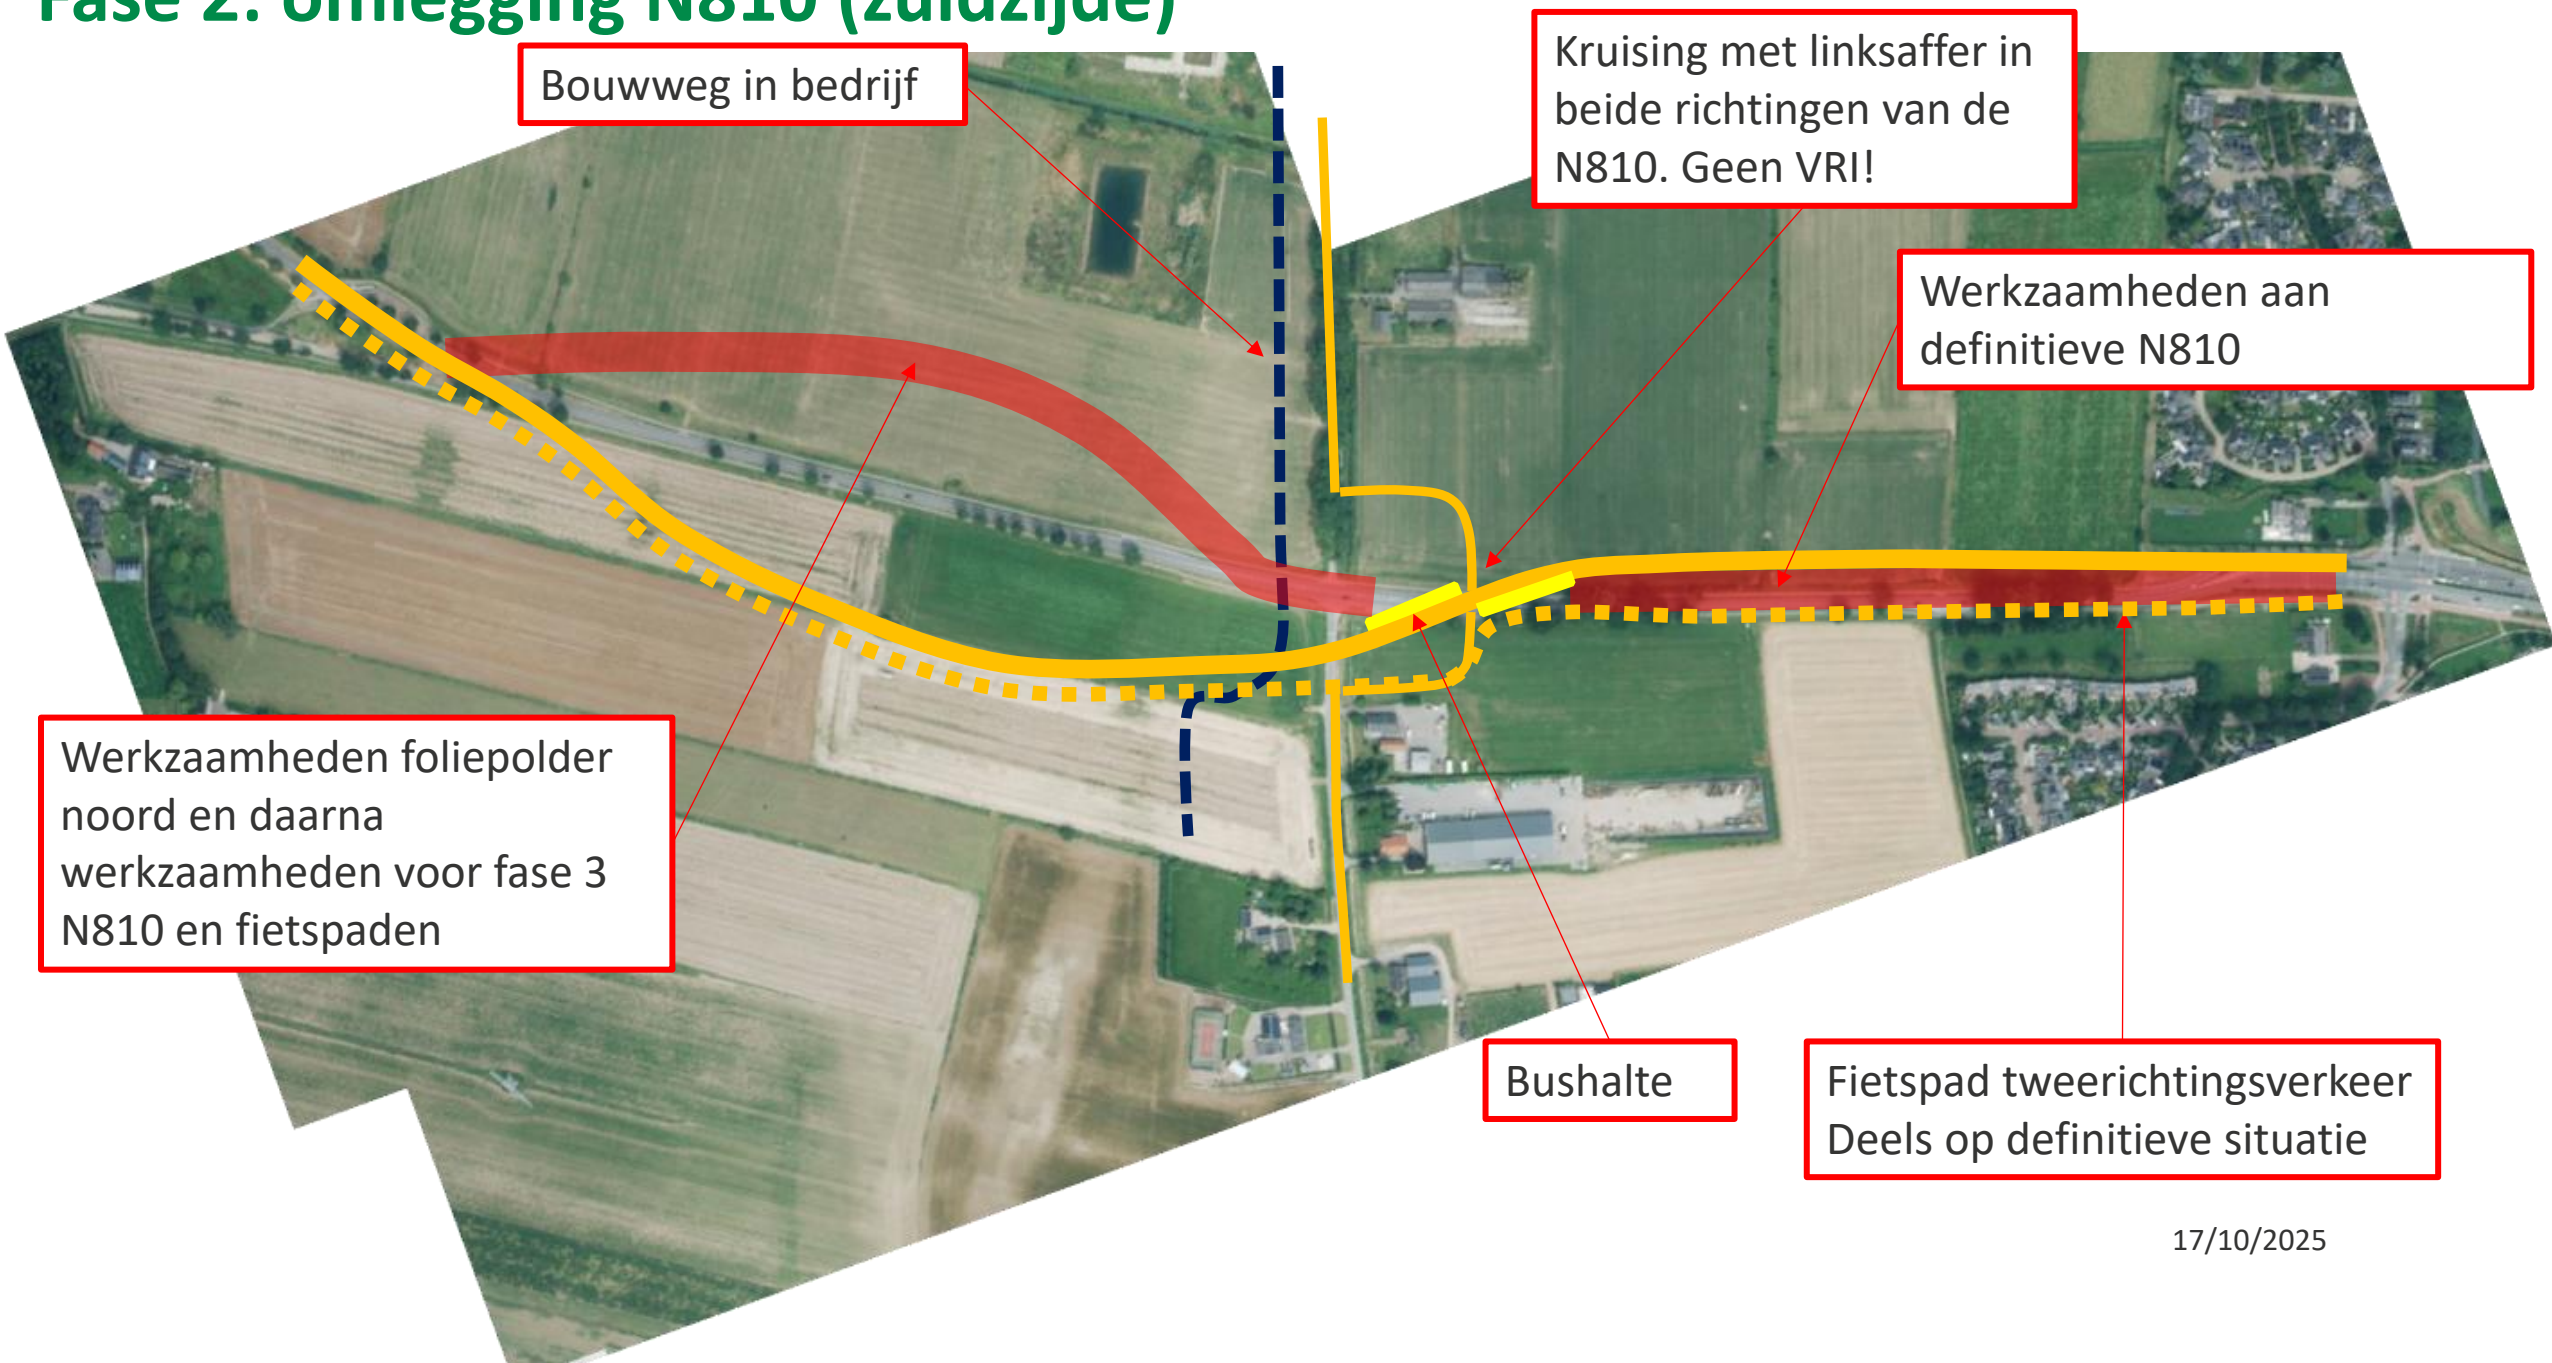 Fase 2: omlegging N810 (zuidzijde)
Bouwweg in bedrijf
Kruising met linksaffer in
beide richtingen van de
N810. Geen VRI!
Werkzaamheden aan
definitieve N810
Werkzaamheden foliepolder
noord en daarna
werkzaamheden voor fase 3
N810 en fietspaden
Bushalte
Fietspad tweerichtingsverkeer
Deels op definitieve situatie
17/10/2025